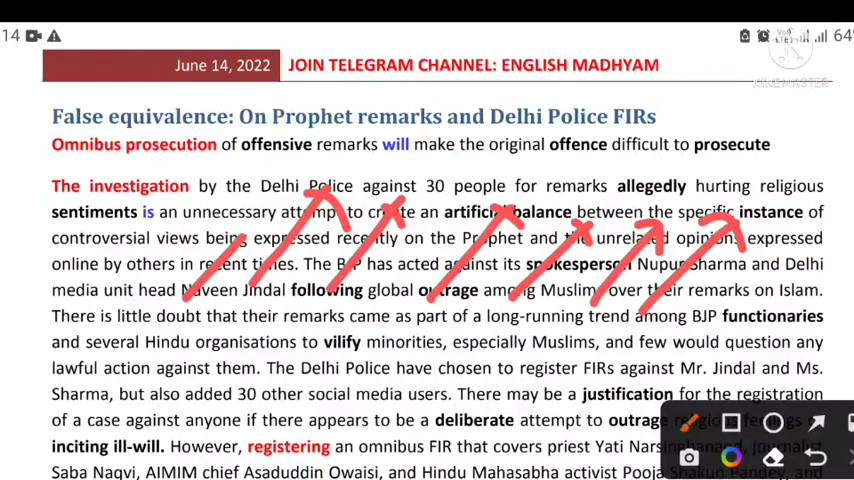 14
64
KINEMASTER
June 14, 2022 JOIN TELEGRAM CHANNEL: ENGLISH MADHYAM
False equivalence: On Prophet remarks and Delhi Police FIRs
Omnibus prosecution of offensive remarks will make the original offence difficult to prosecute
The investigation by the Delhi Police against 30 people for remarks allegedly hurting religious
sentiments is an unnecessary attempt to create an artificial balance between the specific instance of
controversial views being expressed recently on the Prophet and the unrelated opinions expressed
online by others in recent times. The BJP has acted against its spokesperson Nupur Sharma and Delhi
media unit head Naveen Jindal following global outrage among Muslims over their remarks on Islam.
There is little doubt that their remarks came as part of a long-running trend among BJP functionaries
and several Hindu organisations to vilify minorities, especially Muslims, and few would question any
lawful action against them. The Delhi Police have chosen to register FIRs against Mr. Jindal and Ms.
Sharma, but also added 30 other social media users. There may be a justification for the registration
of a case against anyone if there appears to be a deliberate attempt to outrage religious feelings
inciting ill-will. However, registering an omnibus FIR that covers priest Yati Narsinghanand, journalist
Saba Naqvi, AIMIM chief Asaduddin Owaisi, and Hindu Mahasabha activist Pooja Shakun Pandey, and